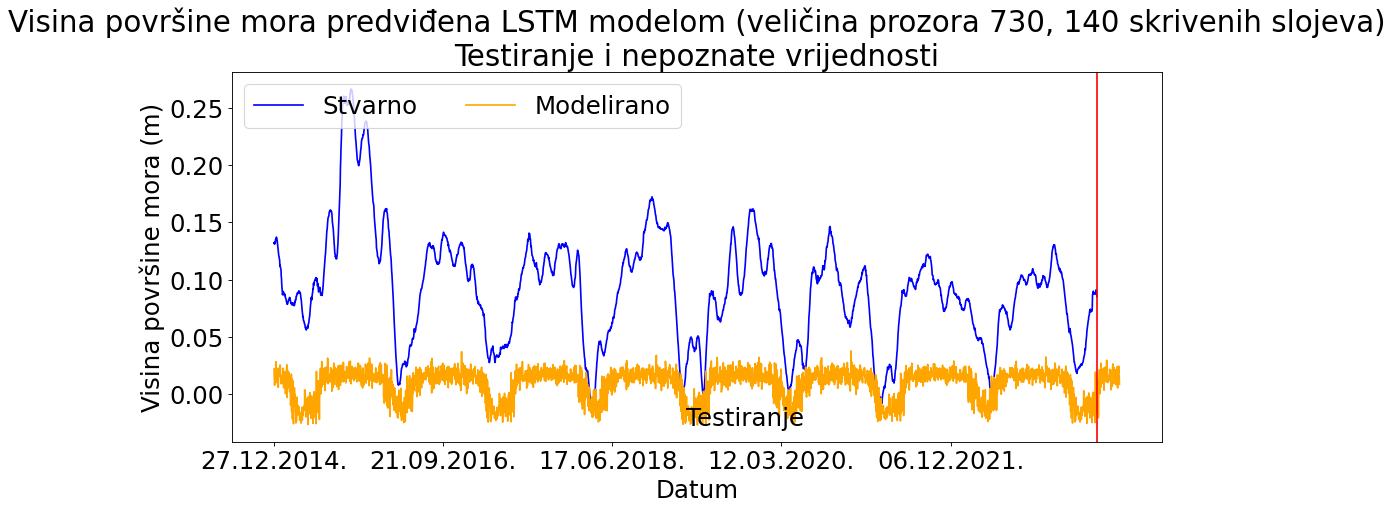 Visina površine mora predviđena LSTM modelom (veličina prozora 730, 140 skrivenih slojeva)
Testiranje i nepoznate vrijednosti
Stvarno Modelirano
Visina površine mora (m)
0.25
0.20
0.15
0.10
0.05
0.00
Testiranje
27.12.2014. 21.09.2016. 17.06.2018. 12.03.2020. 06.12.2021.
Datum